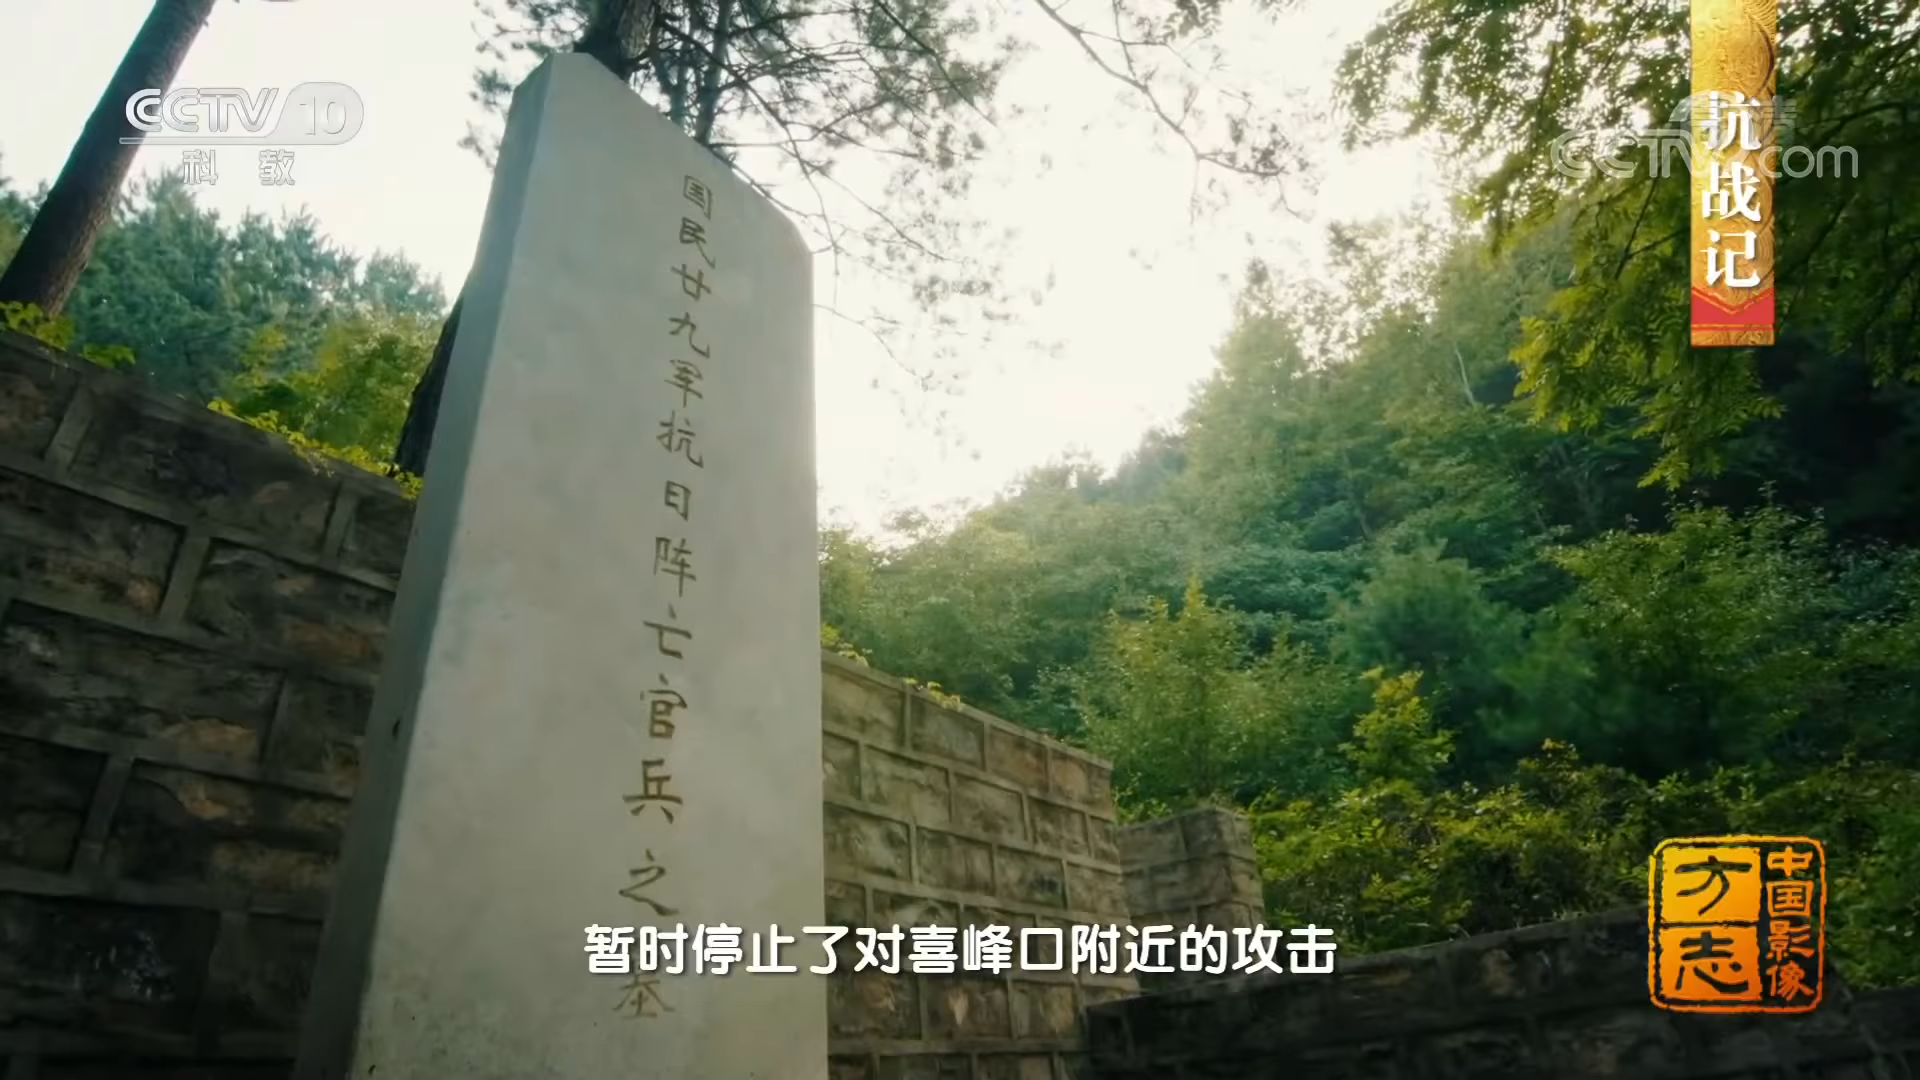 CCTV 10
科教
CCTV.com
抗战记
国民廿九军抗日阵亡官兵之墓
暂时停止了对喜峰口附近的攻击
中国影像
方志